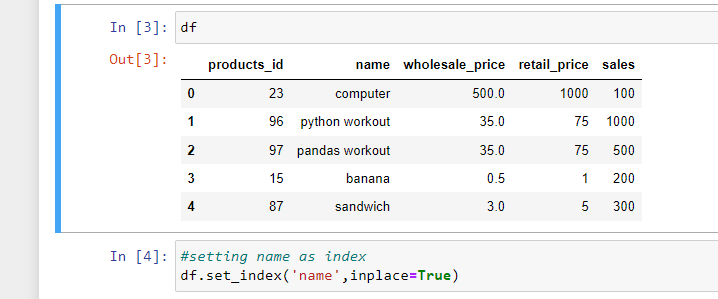 In [3]: df
Out[3]:
products_id name wholesale_price retail_price sales
0 23 computer 500.0 1000 100
1 96 python workout 35.0 75 1000
2 97 pandas workout 35.0 75 500
3 15 banana 0.5 1 200
4 87 sandwich 3.0 5 300
In [4]: #setting name as index
df.set_index('name',inplace=True)